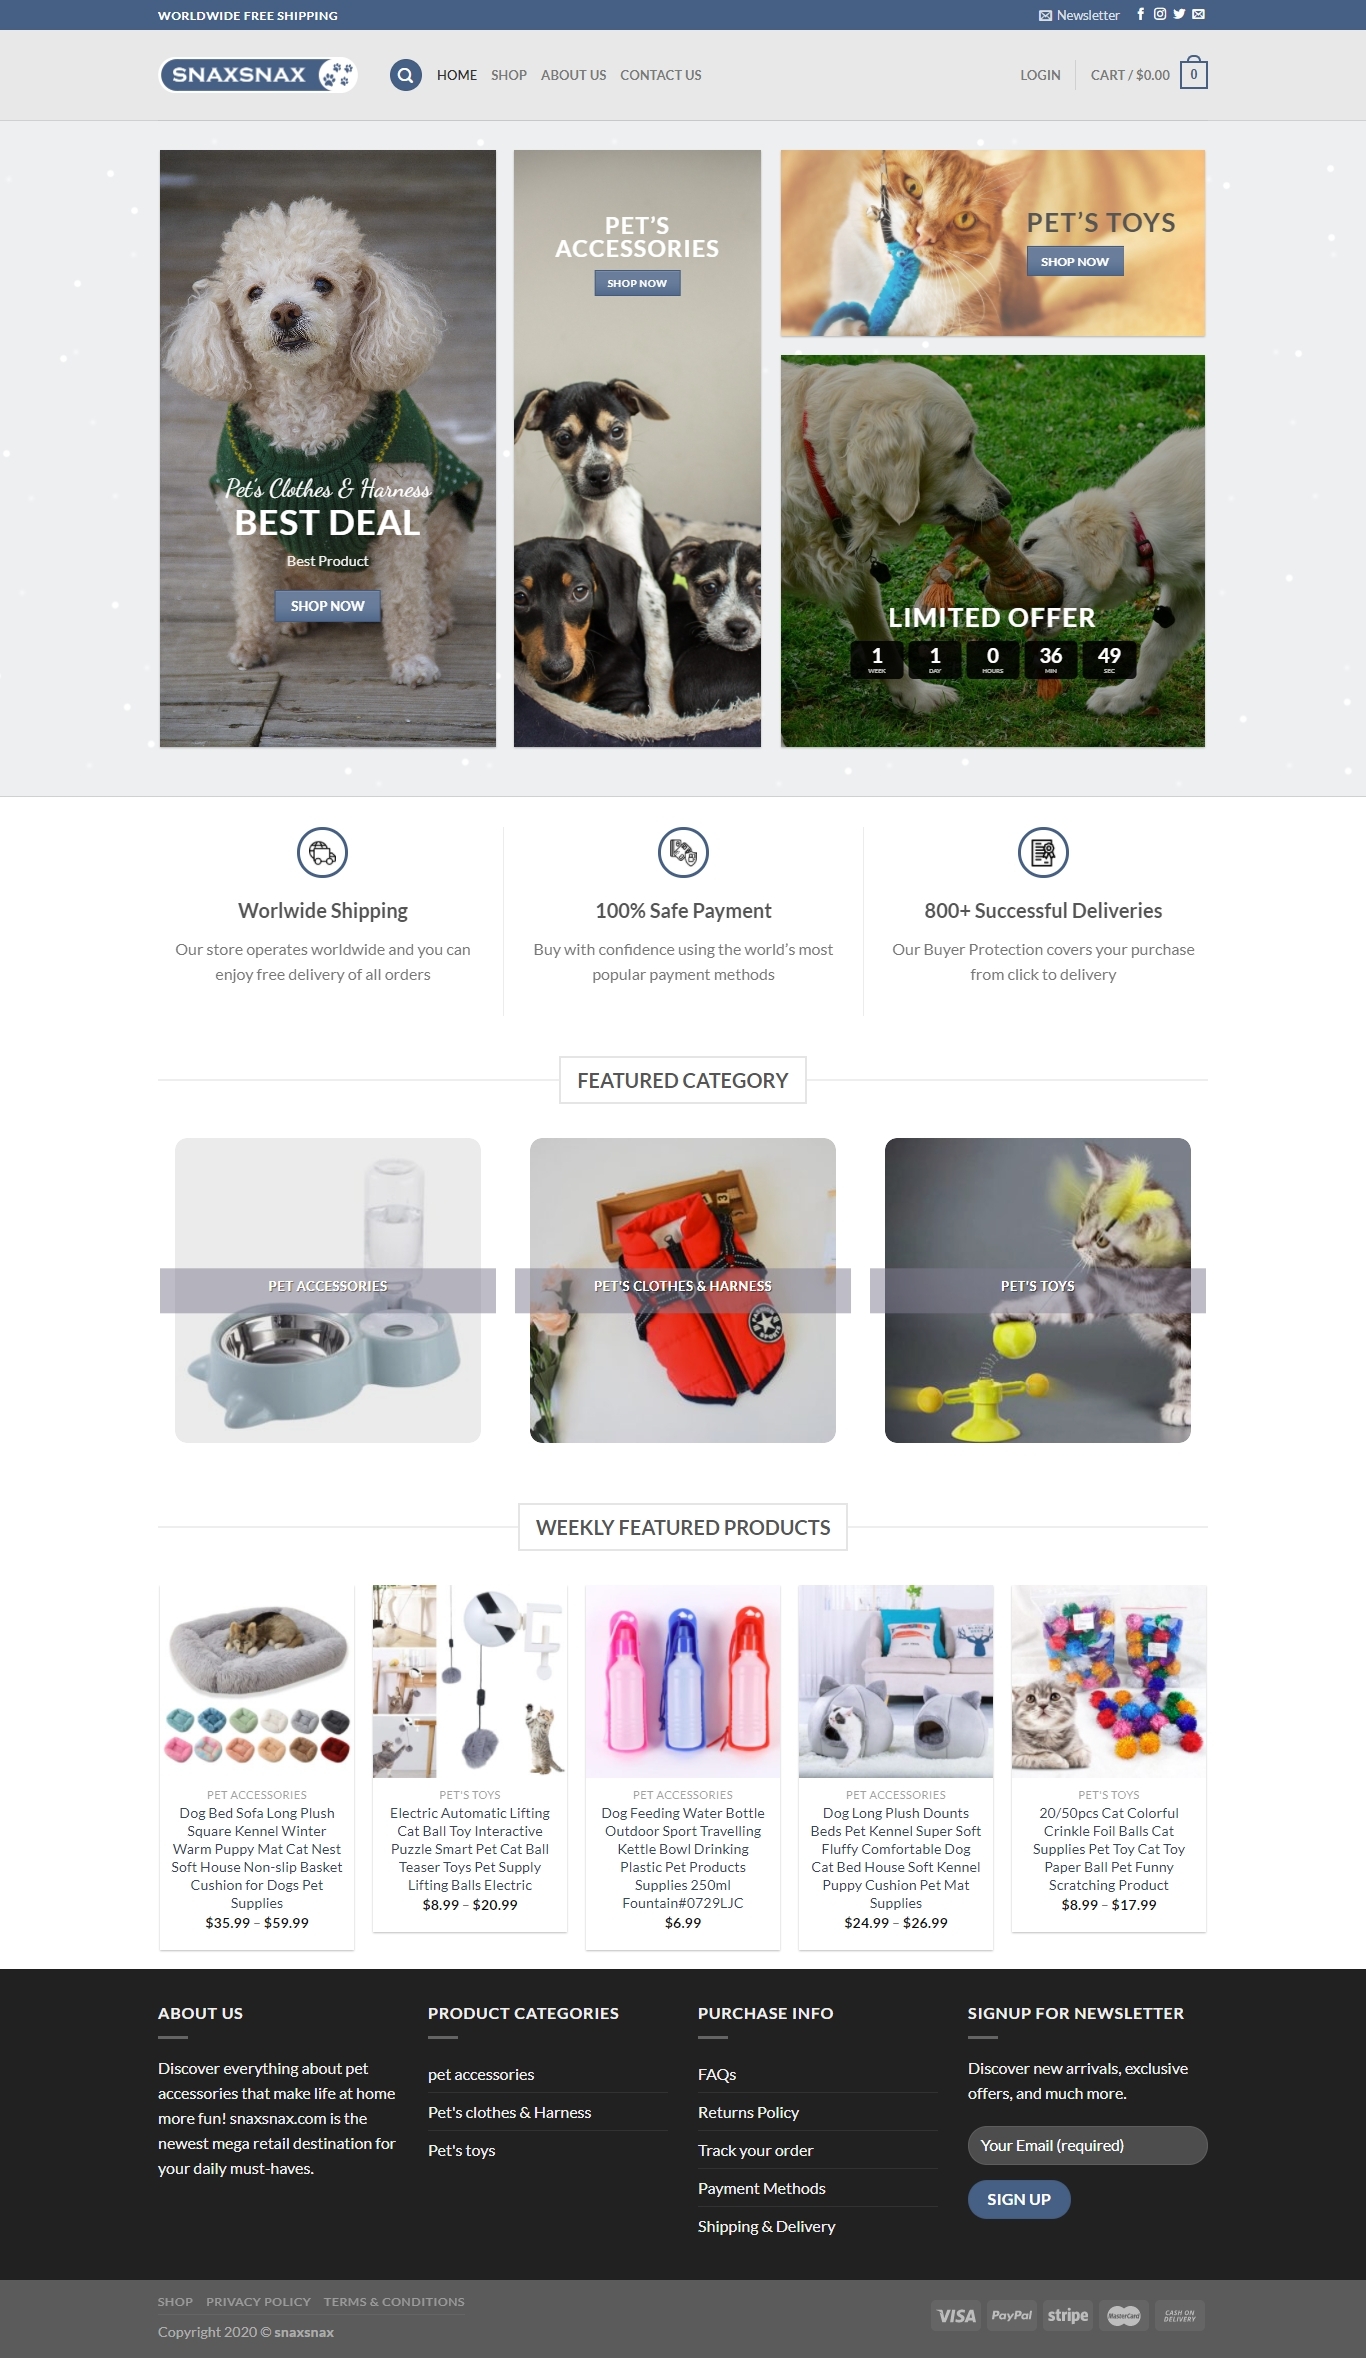 WORLDWIDE FREE SHIPPING
Newsletter
SNAXSNAX
HOME SHOP ABOUT US CONTACT US
LOGIN
CART / $0.00
0
Pet's Clothes & Harness
BEST DEAL
Best Product
SHOP NOW
PET'S
ACCESSORIES
SHOP NOW
PET'S TOYS
SHOP NOW
LIMITED OFFER
1 1 0 36 49
WEEK DAY HOURS MIN SEC
Worlwide Shipping
Our store operates worldwide and you can
enjoy free delivery of all orders
100% Safe Payment
Buy with confidence using the world's most
popular payment methods
800+ Successful Deliveries
Our Buyer Protection covers your purchase
from click to delivery
FEATURED CATEGORY
PET ACCESSORIES
PET'S CLOTHES & HARNESS
PET'S TOYS
WEEKLY FEATURED PRODUCTS
PET ACCESSORIES
Dog Bed Sofa Long Plush
Square Kennel Winter
Warm Puppy Mat Cat Nest
Soft House Non-slip Basket
Cushion for Dogs Pet
Supplies
$35.99 – $59.99
PET'S TOYS
Electric Automatic Lifting
Cat Ball Toy Interactive
Puzzle Smart Pet Cat Ball
Teaser Toys Pet Supply
Lifting Balls Electric
$8.99 – $20.99
PET ACCESSORIES
Dog Feeding Water Bottle
Outdoor Sport Travelling
Kettle Bowl Drinking
Plastic Pet Products
Supplies 250ml
Fountain#0729LJC
$6.99
PET ACCESSORIES
Dog Long Plush Dounts
Beds Pet Kennel Super Soft
Fluffy Comfortable Dog
Cat Bed House Soft Kennel
Puppy Cushion Pet Mat
Supplies
$24.99 – $26.99
PET'S TOYS
20/50pcs Cat Colorful
Crinkle Foil Balls Cat
Supplies Pet Toy Cat Toy
Paper Ball Pet Funny
Scratching Product
$8.99 – $17.99
ABOUT US
Discover everything about pet
accessories that make life at home
more fun! snaxsnax.com is the
newest mega retail destination for
your daily must-haves.
PRODUCT CATEGORIES
pet accessories
Pet's clothes & Harness
Pet's toys
PURCHASE INFO
FAQs
Returns Policy
Track your order
Payment Methods
Shipping & Delivery
SIGNUP FOR NEWSLETTER
Discover new arrivals, exclusive
offers, and much more.
Your Email (required)
SIGN UP
SHOP PRIVACY POLICY TERMS & CONDITIONS
Copyright 2020 © snaxsnax
VISA
PayPal
stripe
MasterCard
CASH ON
DELIVERY